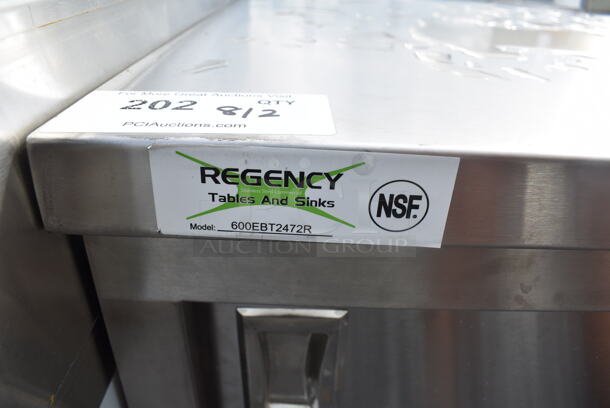 For More Great Auctions Visit
202 8/2 QTY
PCIAuctions.com
REGENCY
Tables And Sinks
Model: 600EBT2472R
NSF.
AUCTION GROUP